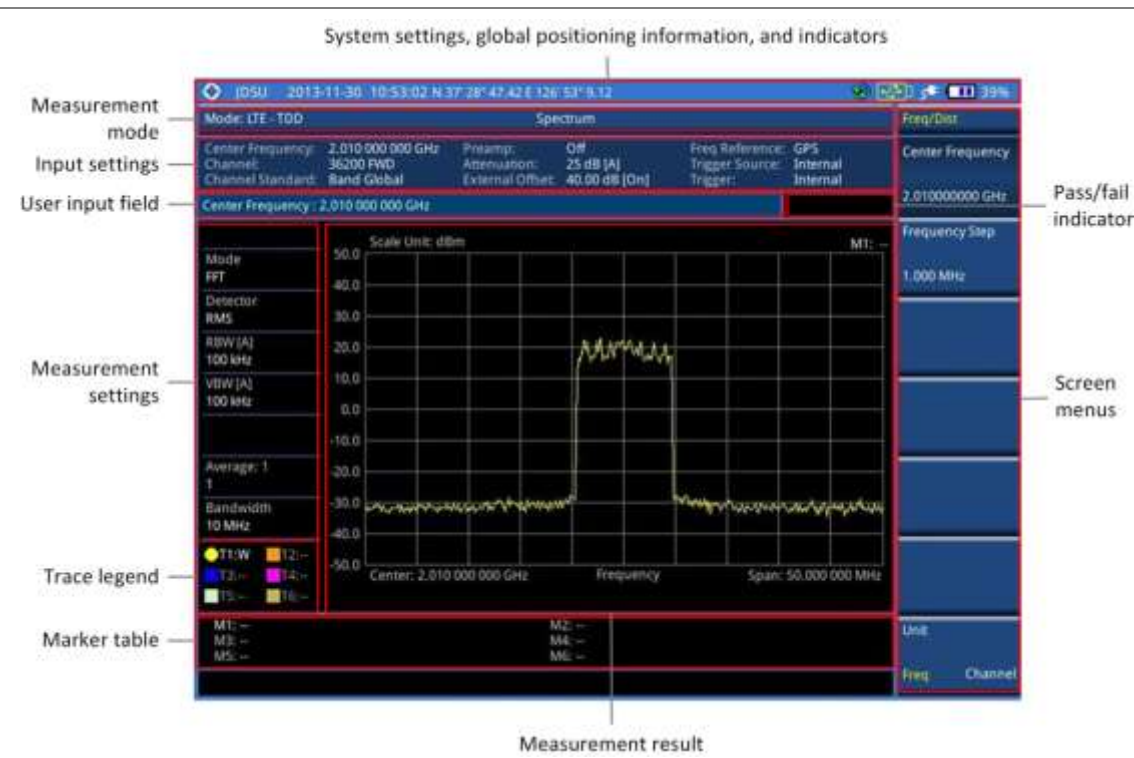 System settings, global positioning information, and indicators
JDSU 2013-11-30 10:53:02 N 37° 28' 47.42 E 126° 53' 9.12 39%
Measurement mode
Mode: LTE - TDD Spectrum Freq/Dist
Input settings
Center Frequency: 2,010 000 000 GHz Preamp: Off Freq Reference: GPS
Channel: 36200 FWD Attenuation: 25 dB [A] Trigger Source: Internal
Channel Standard: Band Global External Offset: 40.00 dB [On] Trigger: Internal
Center Frequency
2.010000000 GHz
User input field
Center Frequency : 2,010 000 000 GHz
Pass/fail indicator
Frequency Step
1.000 MHz
Measurement settings
Mode
FFT
Detector
RMS
RBW [A]
100 kHz
VBW [A]
100 kHz
Average: 1
1
Bandwidth
10 MHz
Scale Unit: dBm M1: --
50.0
40.0
30.0
20.0
10.0
0.0
-10.0
-20.0
-30.0
-40.0
-50.0
Center: 2.010 000 000 GHz Frequency Span: 50.000 000 MHz
Screen menus
Trace legend
T1:W T2:--
T3:-- T4:--
T5:-- T6:--
Marker table
M1: -- M2: --
M3: -- M4: --
M5: -- M6: --
Unit
Freq Channel
Measurement result